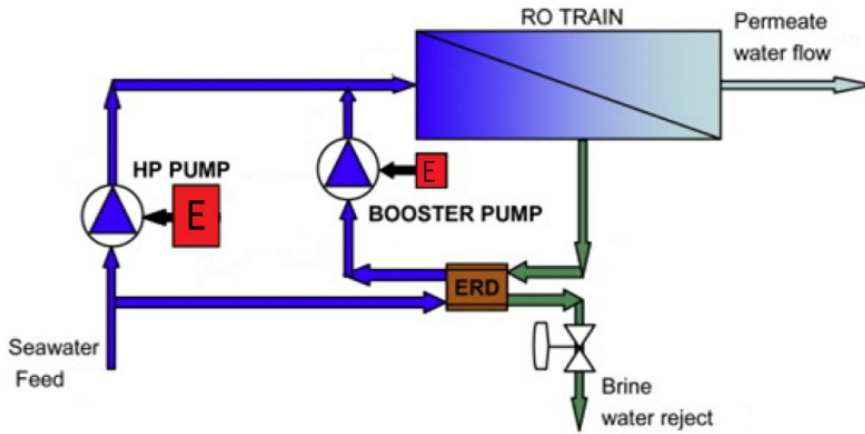 RO TRAIN
Permeate
water flow
HP PUMP
E
E
BOOSTER PUMP
ERD
Seawater
Feed
Brine
water reject